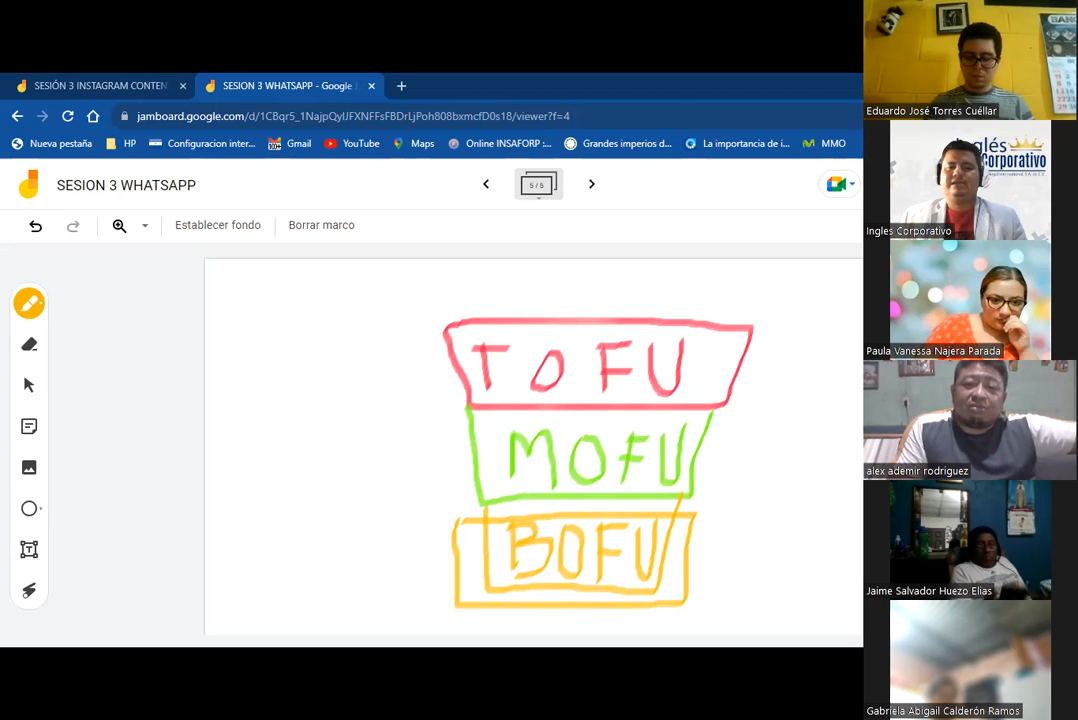 SESIÓN 3 INSTAGRAM CONTEN
SESION 3 WHATSAPP - Google
jamboard.google.com/d/1CBqr5_1NajpQyIJFXNFFsFBDrLjPoh808bxmcfD0s18/viewer?f=4
Nueva pestaña HP Configuracion inter... Gmail YouTube Maps Online INSAFORP :... Grandes imperios d... La importancia de i... MMO
SESION 3 WHATSAPP
5 / 5
Establecer fondo Borrar marco
TOFU
MOFU
BOFU
Eduardo José Torres Cuéllar
Inglés
Corporativo
Ingles Corporativo
Paula Vanessa Najera Parada
alex ademir rodríguez
Jaime Salvador Huezo Elias
Gabriela Abigail Calderón Ramos